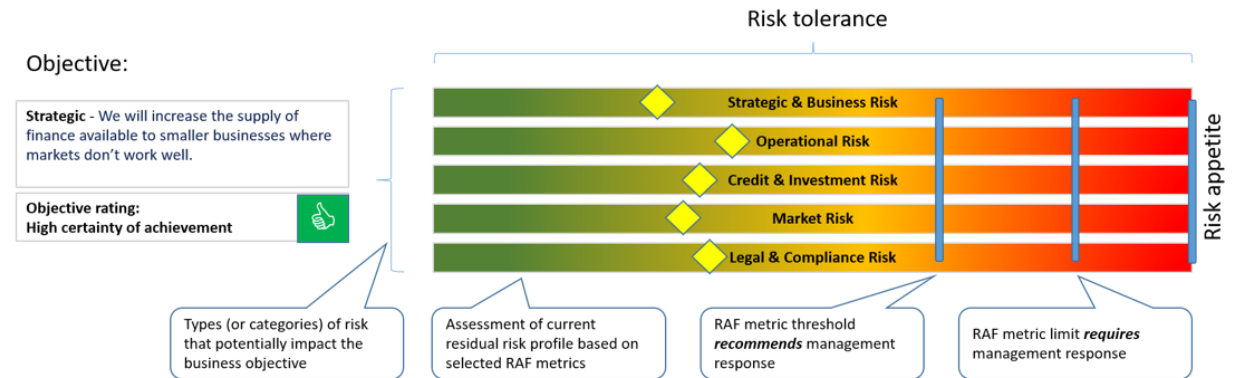 Risk tolerance
Objective:
Strategic - We will increase the supply of
finance available to smaller businesses where
markets don't work well.
Objective rating:
High certainty of achievement
Strategic & Business Risk
Operational Risk
Credit & Investment Risk
Market Risk
Legal & Compliance Risk
Risk appetite
Types (or categories) of risk
that potentially impact the
business objective
Assessment of current
residual risk profile based on
selected RAF metrics
RAF metric threshold
recommends management
response
RAF metric limit requires
management response